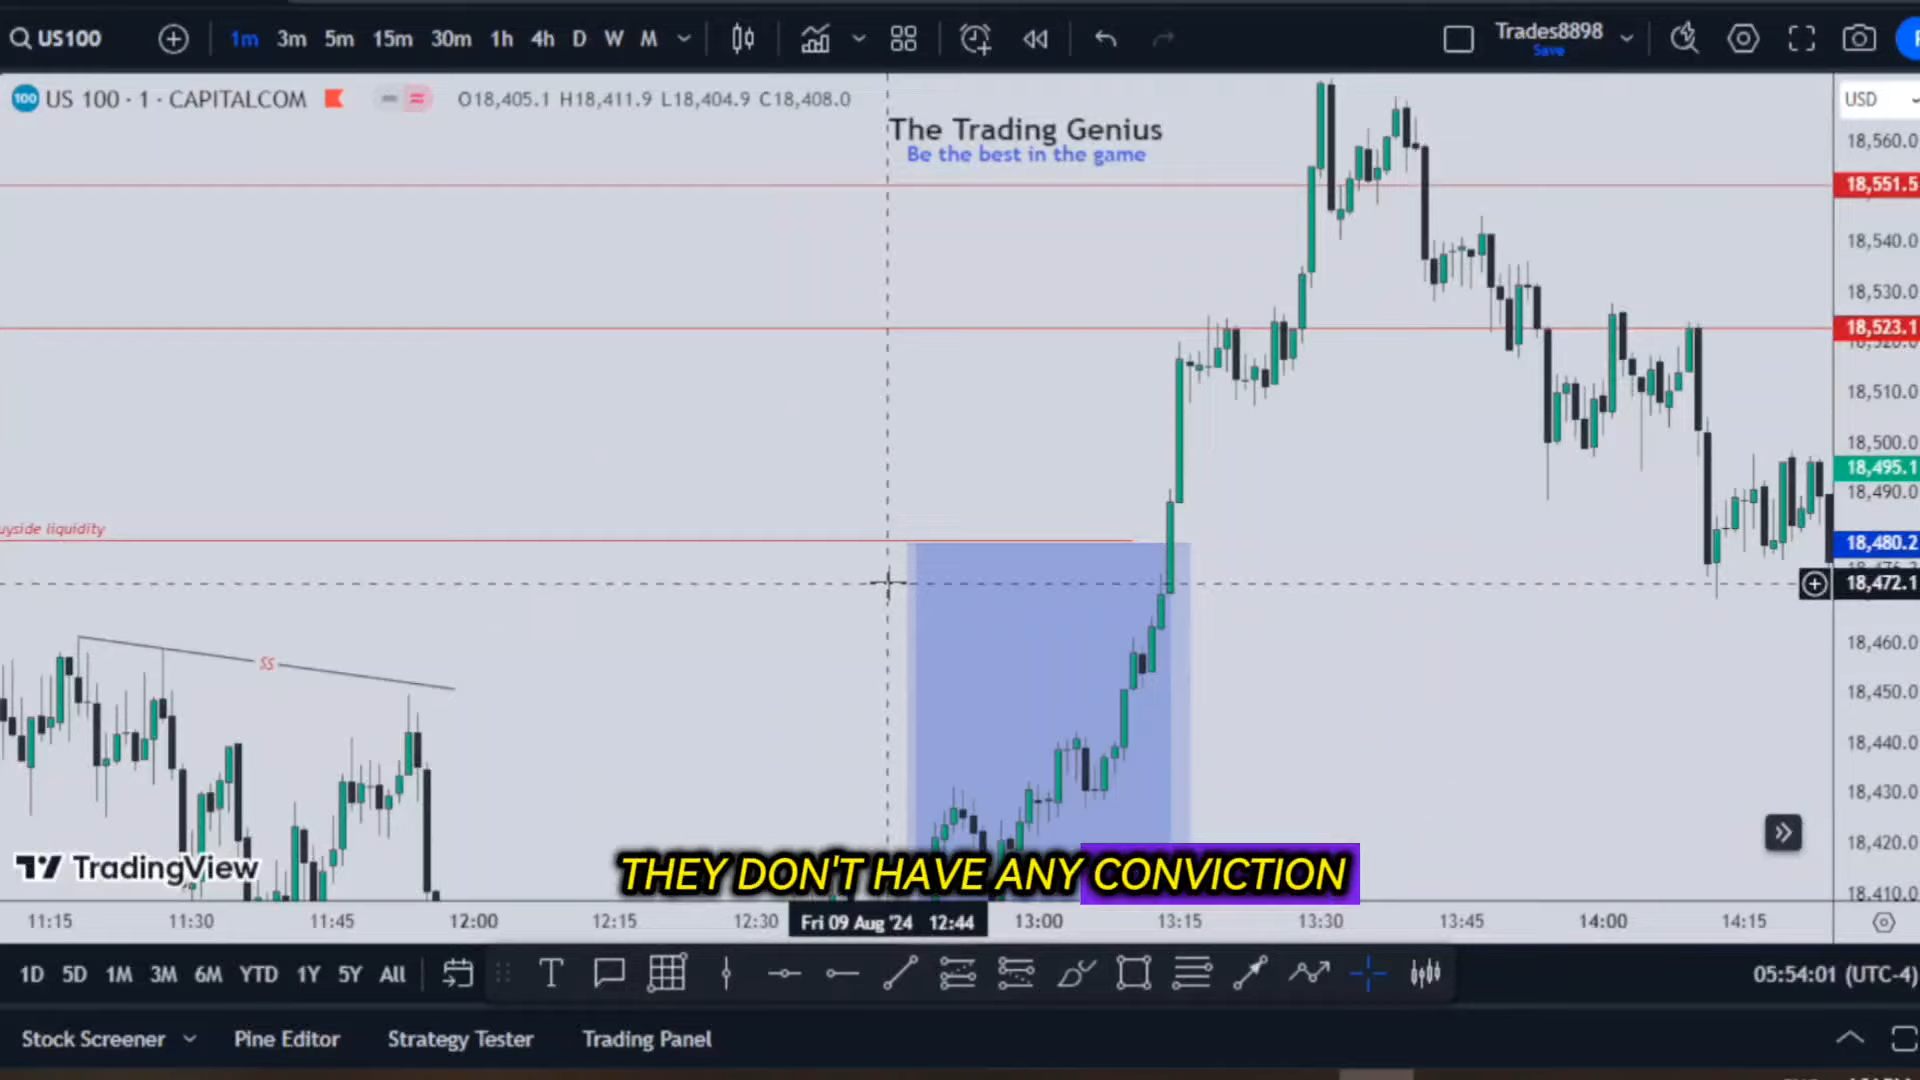 US100
1m 3m 5m 15m 30m 1h 4h D W M
Trades8898
Save
100 US 100 · 1 · CAPITALCOM O18,405.1 H18,411.9 L18,404.9 C18,408.0
USD
The Trading Genius
Be the best in the game
18,560.0
18,551.5
18,540.0
18,530.0
18,523.1
18,520.0
18,510.0
18,500.0
18,495.1
18,490.0
uyside liquidity
18,480.2
18,472.1
18,460.0
SS
18,450.0
18,440.0
18,430.0
18,420.0
TradingView
THEY DON'T HAVE ANY CONVICTION
18,410.0
11:15 11:30 11:45 12:00 12:15 12:30 Fri 09 Aug '24 12:44 13:00 13:15 13:30 13:45 14:00 14:15
1D 5D 1M 3M 6M YTD 1Y 5Y All
05:54:01 (UTC-4)
Stock Screener Pine Editor Strategy Tester Trading Panel